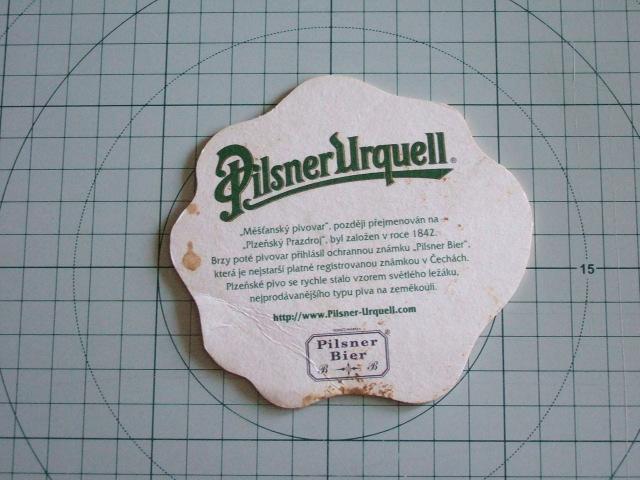 Pilsner Urquell®
„Měšťanský pivovar", později přejmenován na
„Plzeňský Prazdroj", byl založen v roce 1842.
Brzy poté pivovar přihlásil ochrannou známku „Pilsner Bier",
která je nejstarší platně registrovanou známkou v Čechách.
Plzeňské pivo se rychle stalo vzorem světlého ležáku,
nejprodávanějšího typu piva na zeměkouli.
15
http://www.Pilsner-Urquell.com
Pilsner
Bier
B B